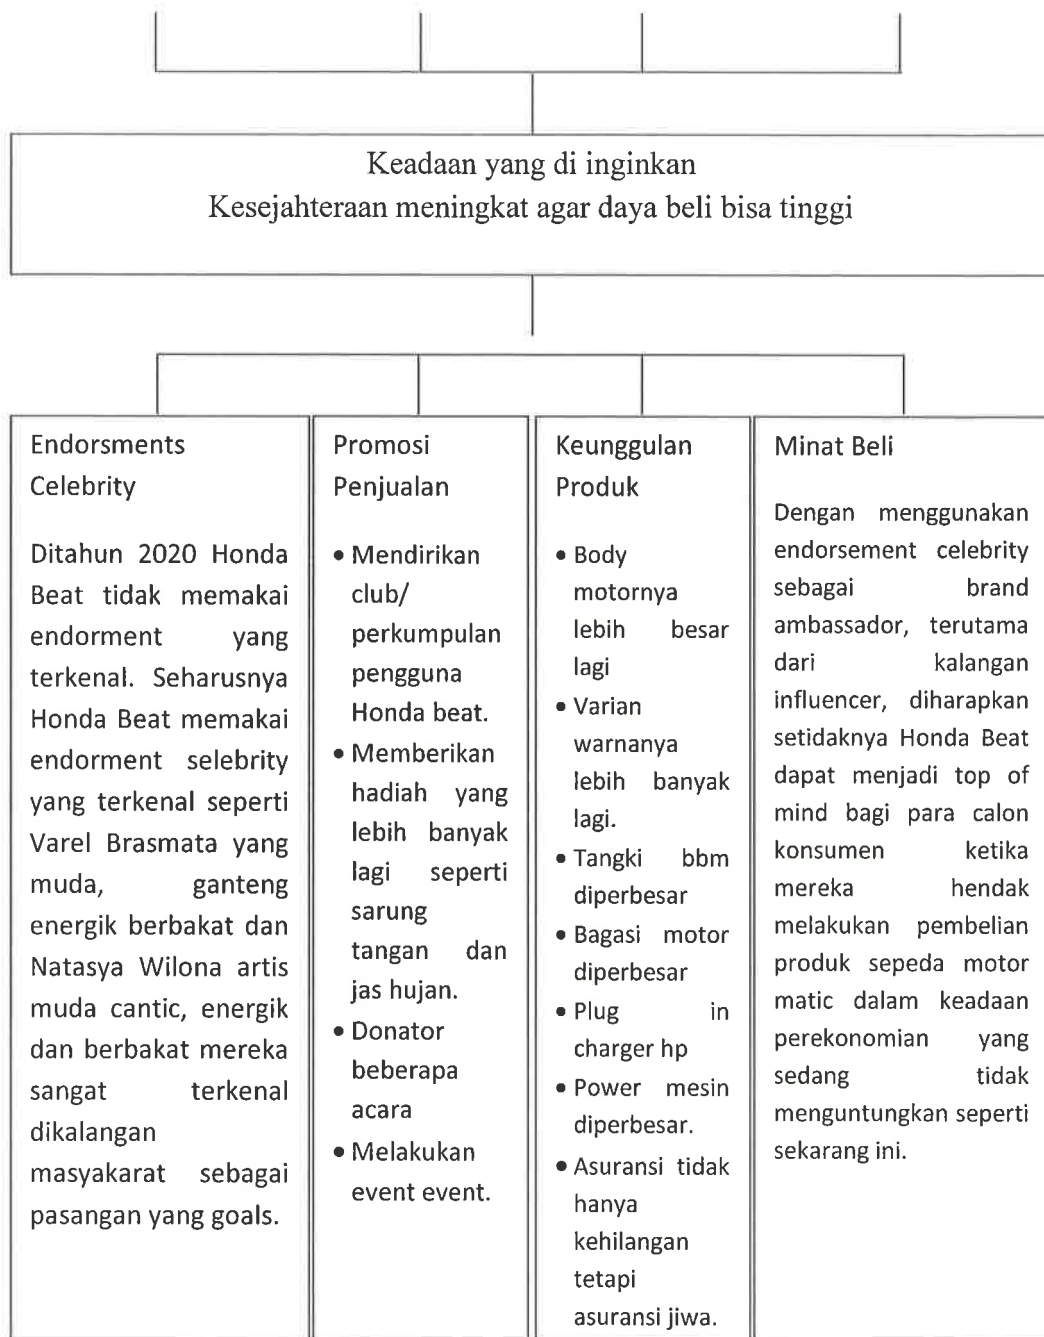 Keadaan yang di inginkan
Kesejahteraan meningkat agar daya beli bisa tinggi
Endorsments
Celebrity
Ditahun 2020 Honda
Beat tidak memakai
endorment yang
terkenal. Seharusnya
Honda Beat memakai
endorment selebrity
yang terkenal seperti
Varel Brasmata yang
muda, ganteng
energik berbakat dan
Natasya Wilona artis
muda cantic, energik
dan berbakat mereka
sangat terkenal
dikalangan
masyakarat sebagai
pasangan yang goals.
Promosi
Penjualan
• Mendirikan
club/
perkumpulan
pengguna
Honda beat.
• Memberikan
hadiah yang
lebih banyak
lagi seperti
sarung
tangan dan
jas hujan.
• Donator
beberapa
acara
• Melakukan
event event.
Keunggulan
Produk
• Body
motornya
lebih besar
lagi
• Varian
warnanya
lebih banyak
lagi.
• Tangki bbm
diperbesar
• Bagasi motor
diperbesar
• Plug in
charger hp
• Power mesin
diperbesar.
• Asuransi tidak
hanya
kehilangan
tetapi
asuransi jiwa.
Minat Beli
Dengan menggunakan
endorsement celebrity
sebagai brand
ambassador, terutama
dari kalangan
influencer, diharapkan
setidaknya Honda Beat
dapat menjadi top of
mind bagi para calon
konsumen ketika
mereka hendak
melakukan pembelian
produk sepeda motor
matic dalam keadaan
perekonomian yang
sedang tidak
menguntungkan seperti
sekarang ini.